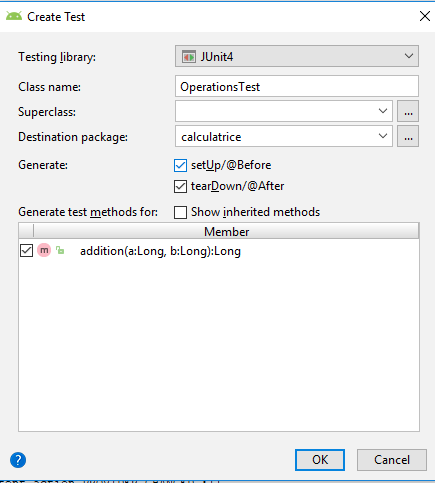 Create Test
Testing library: JUnit4
Class name: OperationsTest
Superclass: ...
Destination package: calculatrice ...
Generate: setUp/@Before
tearDown/@After
Generate test methods for: Show inherited methods
Member
m addition(a:Long, b:Long):Long
? OK Cancel